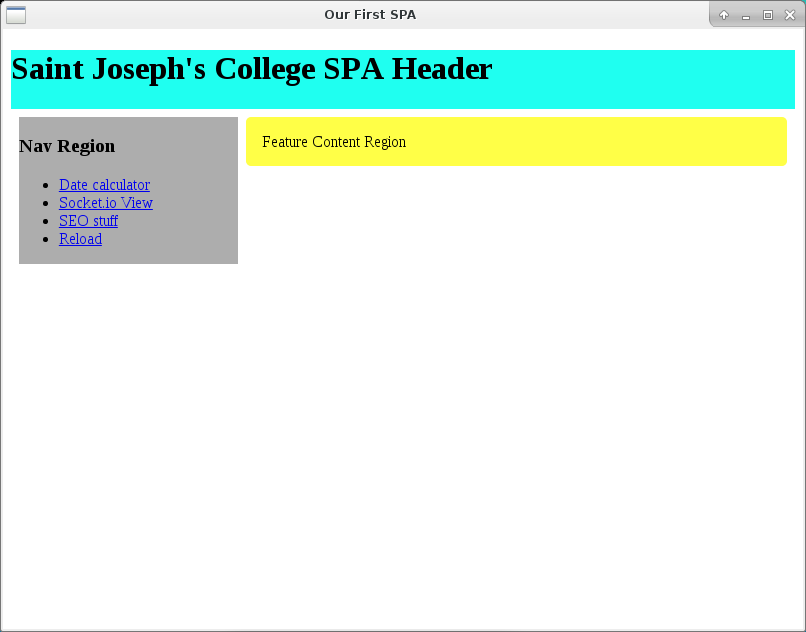 Our First SPA
Saint Joseph's College SPA Header
Nav Region
Date calculator
Socket.io View
SEO stuff
Reload
Feature Content Region